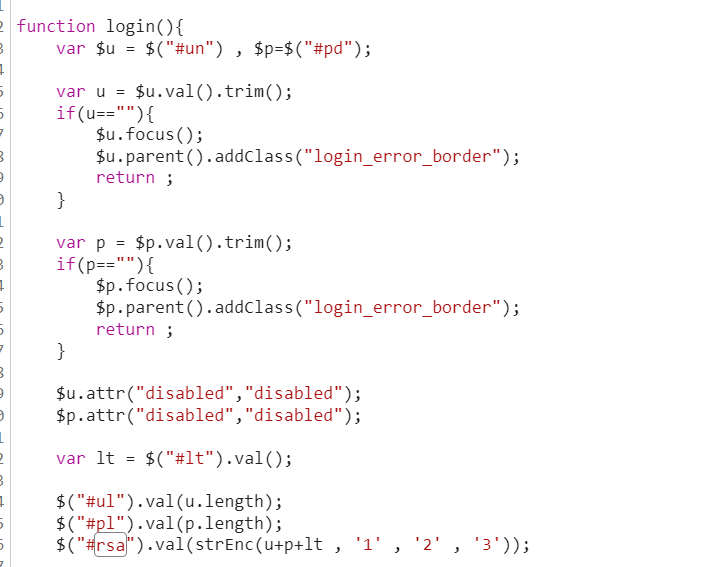 function login(){
var $u = $("#un") , $p=$("#pd");
var u = $u.val().trim();
if(u==""){
$u.focus();
$u.parent().addClass("login_error_border");
return ;
}
var p = $p.val().trim();
if(p==""){
$p.focus();
$p.parent().addClass("login_error_border");
return ;
}
$u.attr("disabled","disabled");
$p.attr("disabled","disabled");
var lt = $("#lt").val();
$("#ul").val(u.length);
$("#pl").val(p.length);
$("#rsa").val(strEnc(u+p+lt , '1' , '2' , '3'));